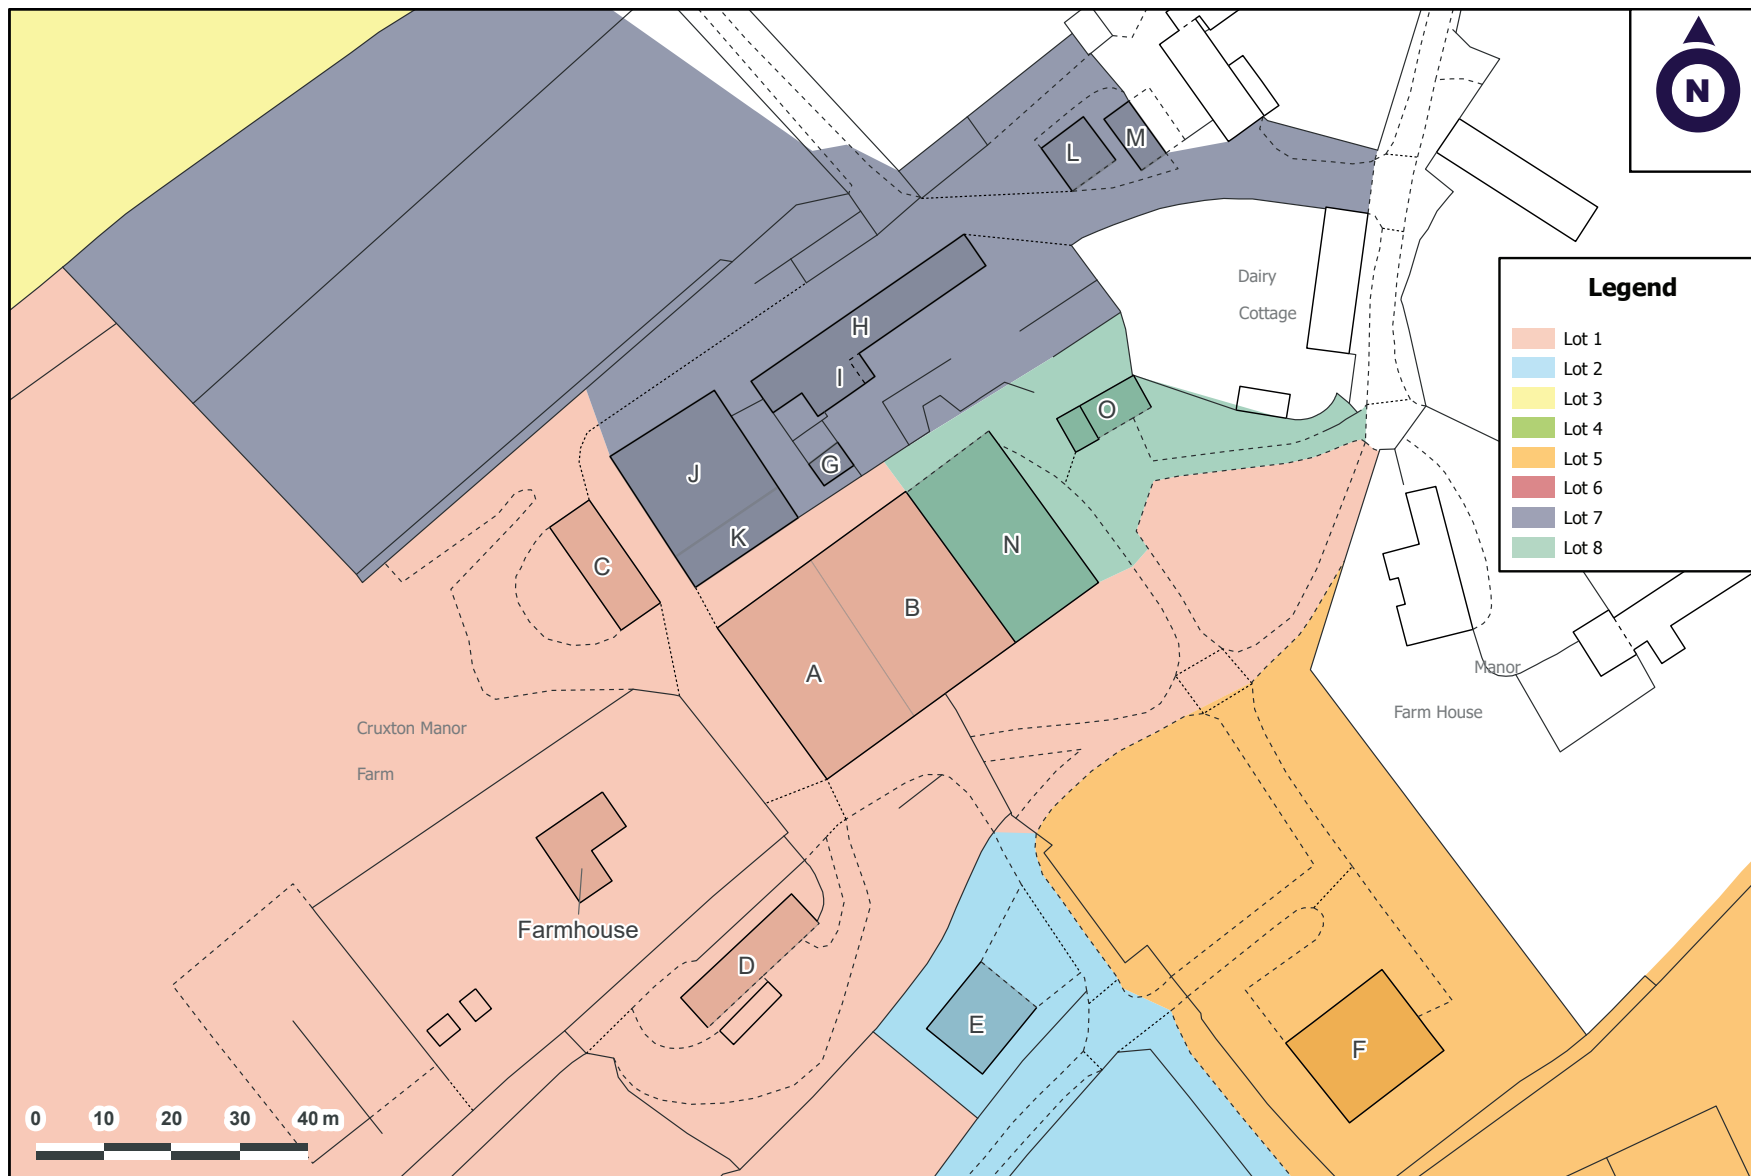 N
M
L
Dairy
Cottage
Legend
Lot 1
Lot 2
Lot 3
Lot 4
Lot 5
Lot 6
Lot 7
Lot 8
H
I
O
G
J
K
N
C
B
A
Manor
Farm House
Cruxton Manor
Farm
Farmhouse
D
E
F
0 10 20 30 40 m